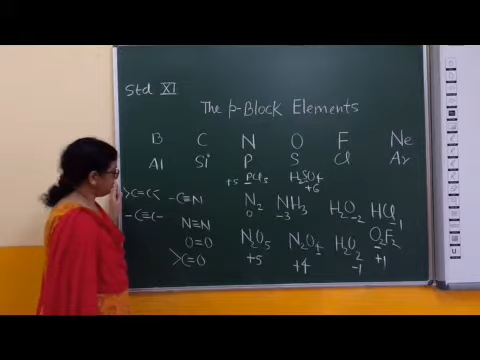 Std XI
The p-Block Elements
B C N O F Ne
Al Si P S Cl Ar
+5 PCl5 H2SO4 +6
>C=C< -C≡N N2 0 NH3 -3 H2O -2 HCl -1
-C≡C- N≡N
O=O N2O5 +5 N2O4 +4 H2O2 -1 O2F2 +1
>C=O